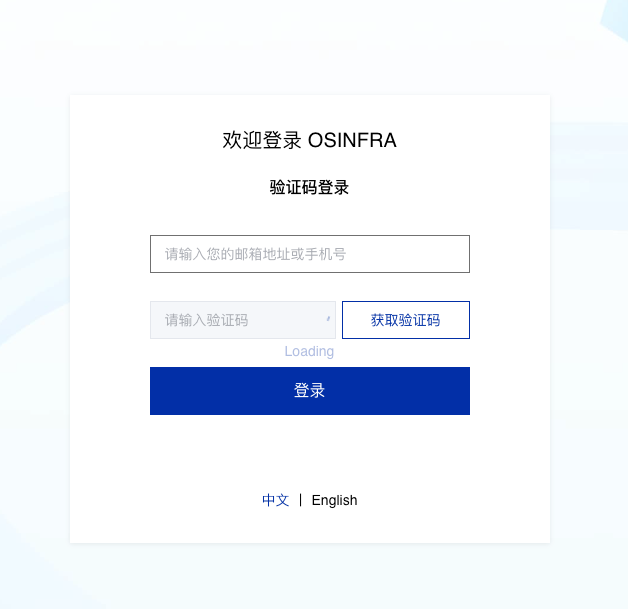 欢迎登录 OSINFRA
验证码登录
请输入您的邮箱地址或手机号
请输入验证码 获取验证码
Loading
登录
中文 | English